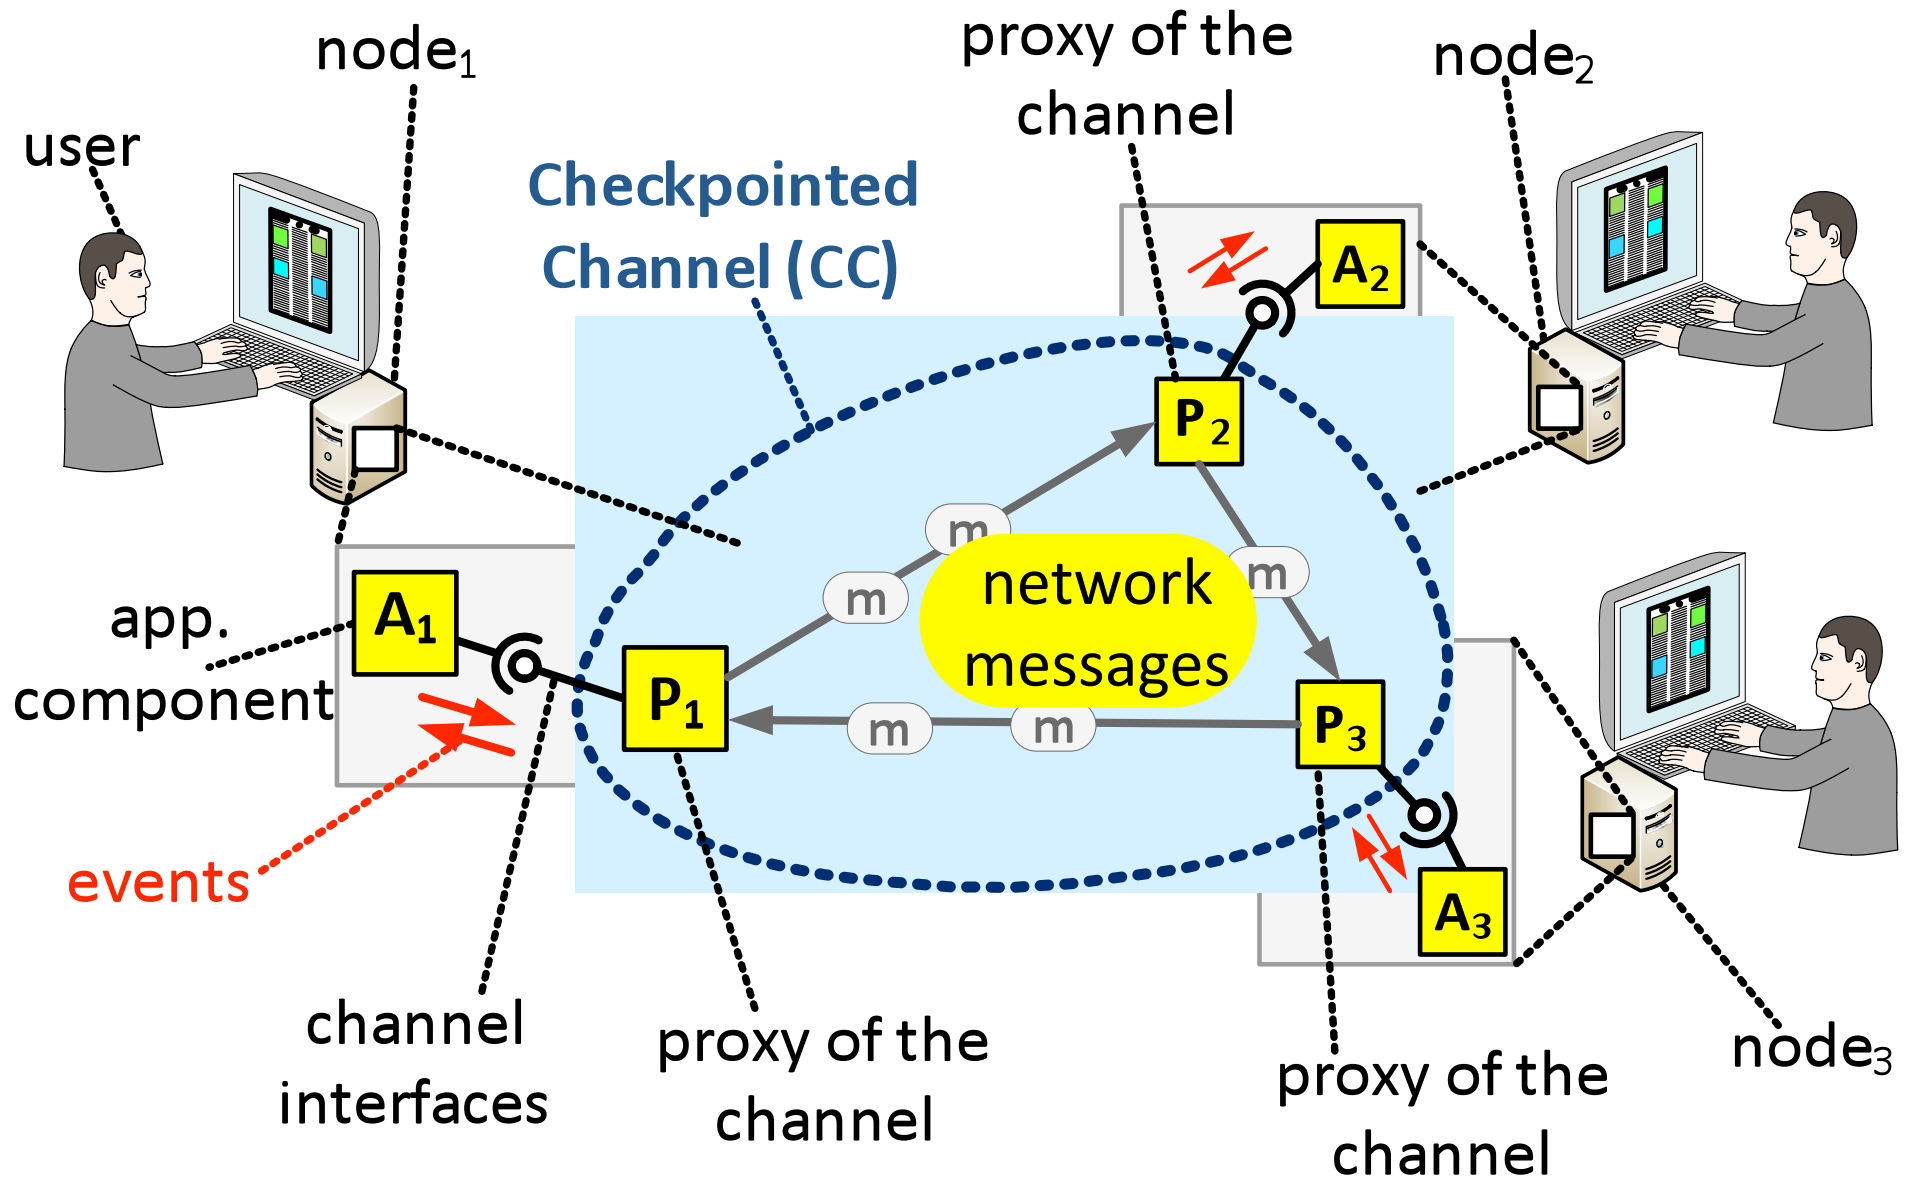 node1
proxy of the
channel
node2
user
Checkpointed
Channel (CC)
A2
P2
m
m
m
network
messages
A1
app.
component
P1
m
m
P3
events
A3
channel
interfaces
proxy of the
channel
proxy of the
channel
node3